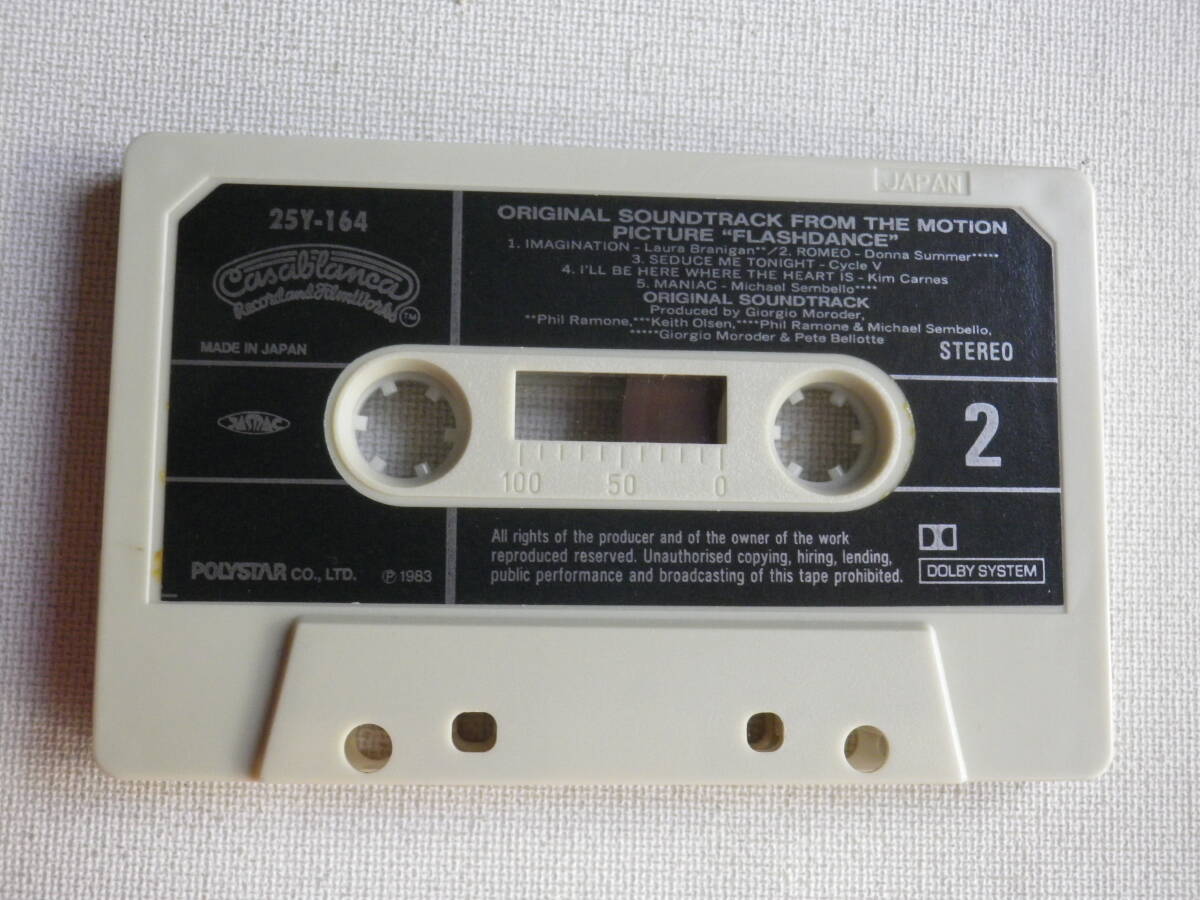 JAPAN
25Y-164
Casablanca
Record and FilmWorks TM
MADE IN JAPAN
ORIGINAL SOUNDTRACK FROM THE MOTION
PICTURE "FLASHDANCE"
1. IMAGINATION - Laura Branigan**/2. ROMEO - Donna Summer*****
3. SEDUCE ME TONIGHT - Cycle V
4. I'LL BE HERE WHERE THE HEART IS - Kim Carnes
5. MANIAC - Michael Sembello****
ORIGINAL SOUNDTRACK
Produced by Giorgio Moroder,
**Phil Ramone,***Keith Olsen,****Phil Ramone & Michael Sembello,
*****Giorgio Moroder & Pete Bellotte
STEREO
2
100 50 0
All rights of the producer and of the owner of the work
reproduced reserved. Unauthorised copying, hiring, lending,
public performance and broadcasting of this tape prohibited.
DOLBY SYSTEM
POLYSTAR CO., LTD. ℗ 1983